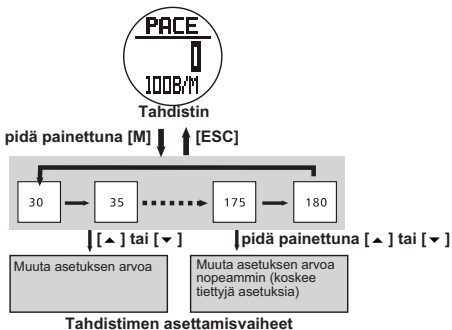 PACE
0
100B/M
Tahdistin
pidä painettuna [M] [ESC]
30 35 175 180
[▲] tai [▼] pidä painettuna [▲] tai [▼]
Muuta asetuksen arvoa
Muuta asetuksen arvoa
nopeammin (koskee
tiettyjä asetuksia)
Tahdistimen asettamisvaiheet